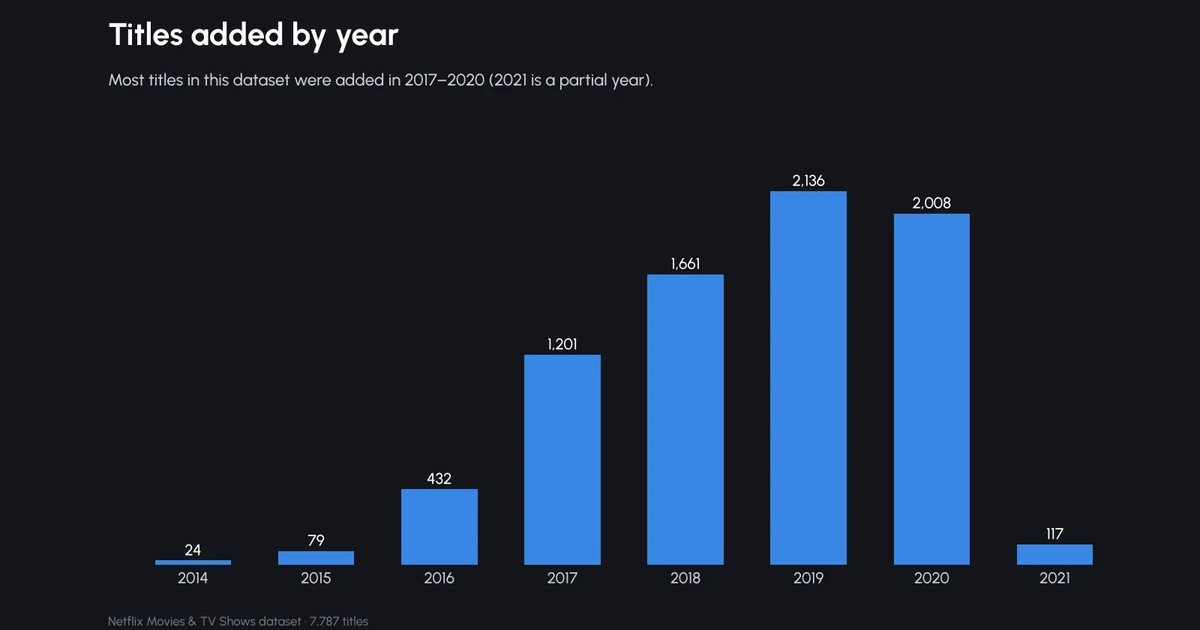 Titles added by year
Most titles in this dataset were added in 2017–2020 (2021 is a partial year).
2,136
2,008
1,661
1,201
432
79
24
117
2014 2015 2016 2017 2018 2019 2020 2021
Netflix Movies & TV Shows dataset · 7,787 titles